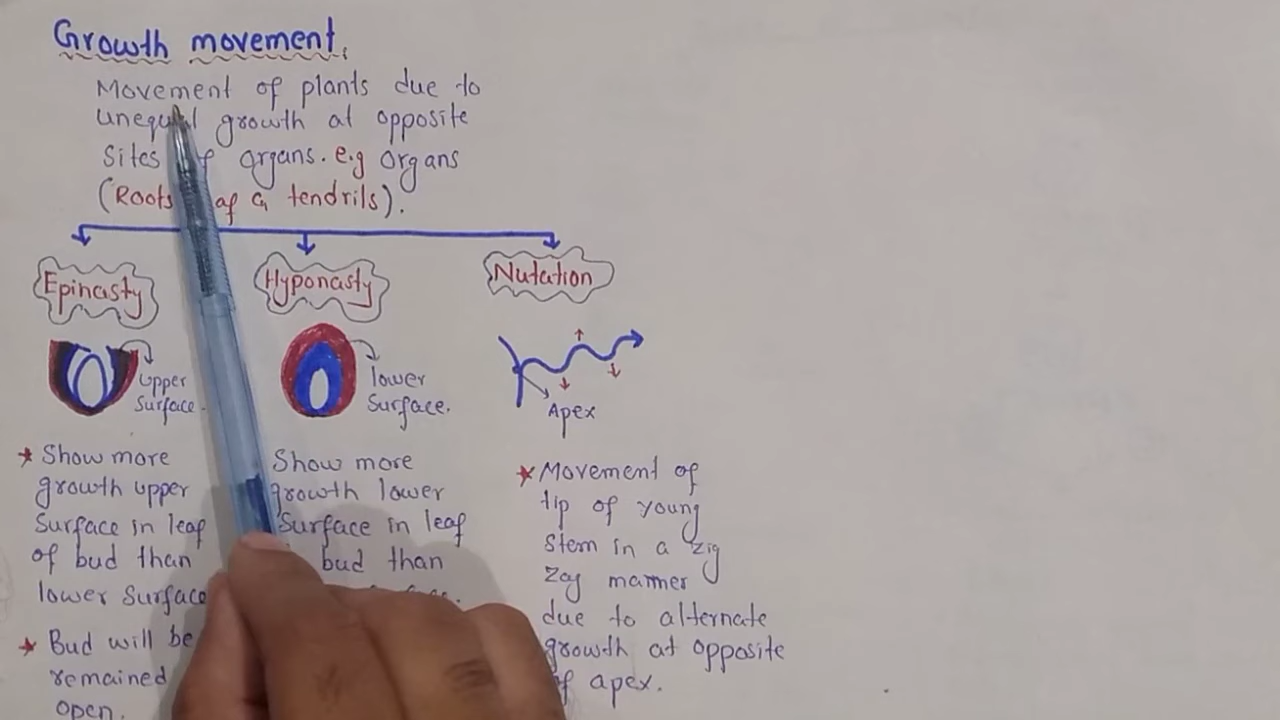 Growth movement.
Movement of plants due to
unequal growth at opposite
Sites of organs. e.g organs
(Roots & tendrils).
Epinasty
Hyponasty
Nutation
upper
surface.
lower
Surface.
Apex
* Show more
growth upper
Surface in leaf
of bud than
lower surface
* Bud will be
remained
open.
Show more
growth lower
Surface in leaf
bud than
* Movement of
tip of young
stem in a zig
zag manner
due to alternate
growth at opposite
of apex.